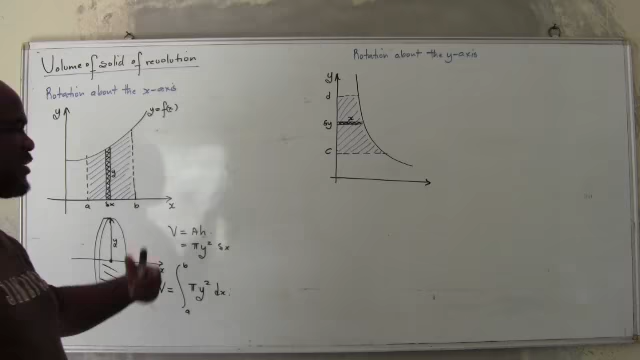 Volume of solid of revolution
Rotation about the x-axis
y
y=f(x)
y
a
δx
b
x
y
x
V = Ah
= πy² δx
V = ∫ₐᵇ πy² dx.
Rotation about the y-axis
y
d
δy
x
c